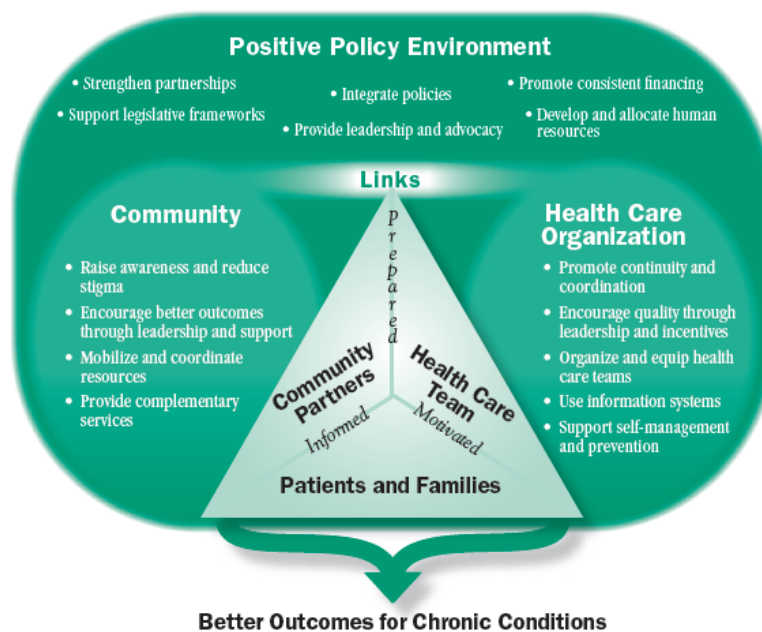 Positive Policy Environment
• Strengthen partnerships
• Support legislative frameworks
• Integrate policies
• Provide leadership and advocacy
• Promote consistent financing
• Develop and allocate human
resources
Links
Community
• Raise awareness and reduce
stigma
• Encourage better outcomes
through leadership and support
• Mobilize and coordinate
resources
• Provide complementary
services
Prepared
Community
Partners
Health Care
Team
Informed
Motivated
Patients and Families
Health Care
Organization
• Promote continuity and
coordination
• Encourage quality through
leadership and incentives
• Organize and equip health
care teams
• Use information systems
• Support self-management
and prevention
Better Outcomes for Chronic Conditions